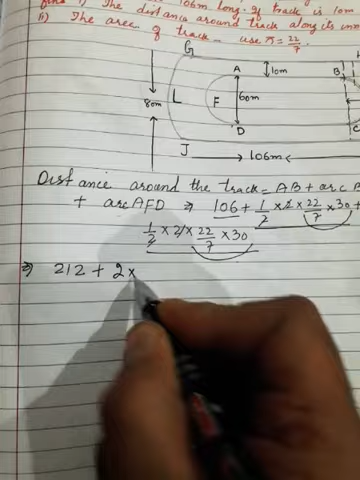 106m long of track is 10m
i) The distance around track along its inn
ii) The area of track - use π = 22/7
G
A
10m
B
80m
L
F
60m
D
C
J
106m
Distance around the track = AB + arc B
+ arc AFD ⇒ 106 + 1/2 × 2 × 22/7 × 30 +
1/2 × 2 × 22/7 × 30
⇒ 212 + 2×